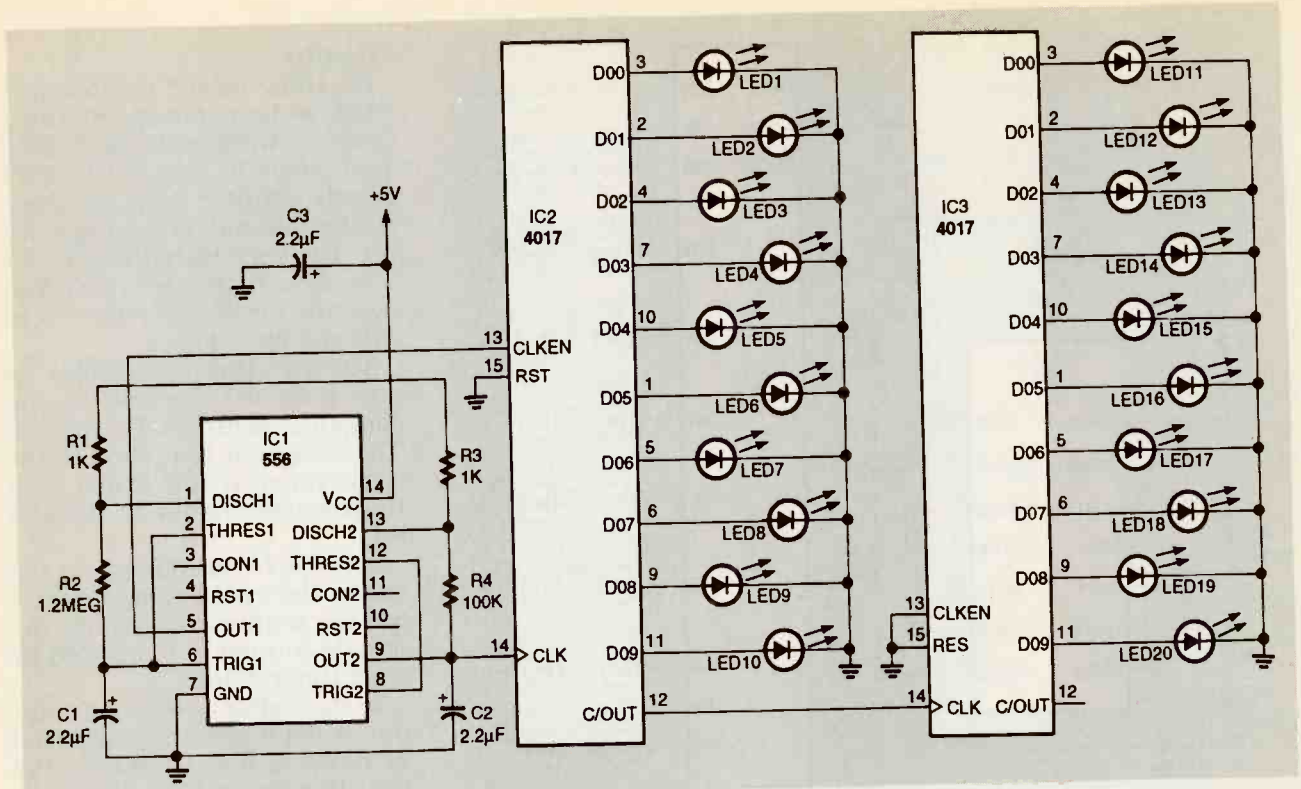 +5V
C3
2.2µF
R1
1K
R2
1.2MEG
C1
2.2µF
IC1
556
1 DISCH1
2 THRES1
3 CON1
4 RST1
5 OUT1
6 TRIG1
7 GND
VCC 14
DISCH2 13
THRES2 12
CON2 11
RST2 10
OUT2 9
TRIG2 8
R3
1K
R4
100K
C2
2.2µF
IC2
4017
13 CLKEN
15 RST
14 CLK
D00 3 LED1
D01 2 LED2
D02 4 LED3
D03 7 LED4
D04 10 LED5
D05 1 LED6
D06 5 LED7
D07 6 LED8
D08 9 LED9
D09 11 LED10
C/OUT 12
IC3
4017
13 CLKEN
15 RES
14 CLK
D00 3 LED11
D01 2 LED12
D02 4 LED13
D03 7 LED14
D04 10 LED15
D05 1 LED16
D06 5 LED17
D07 6 LED18
D08 9 LED19
D09 11 LED20
C/OUT 12